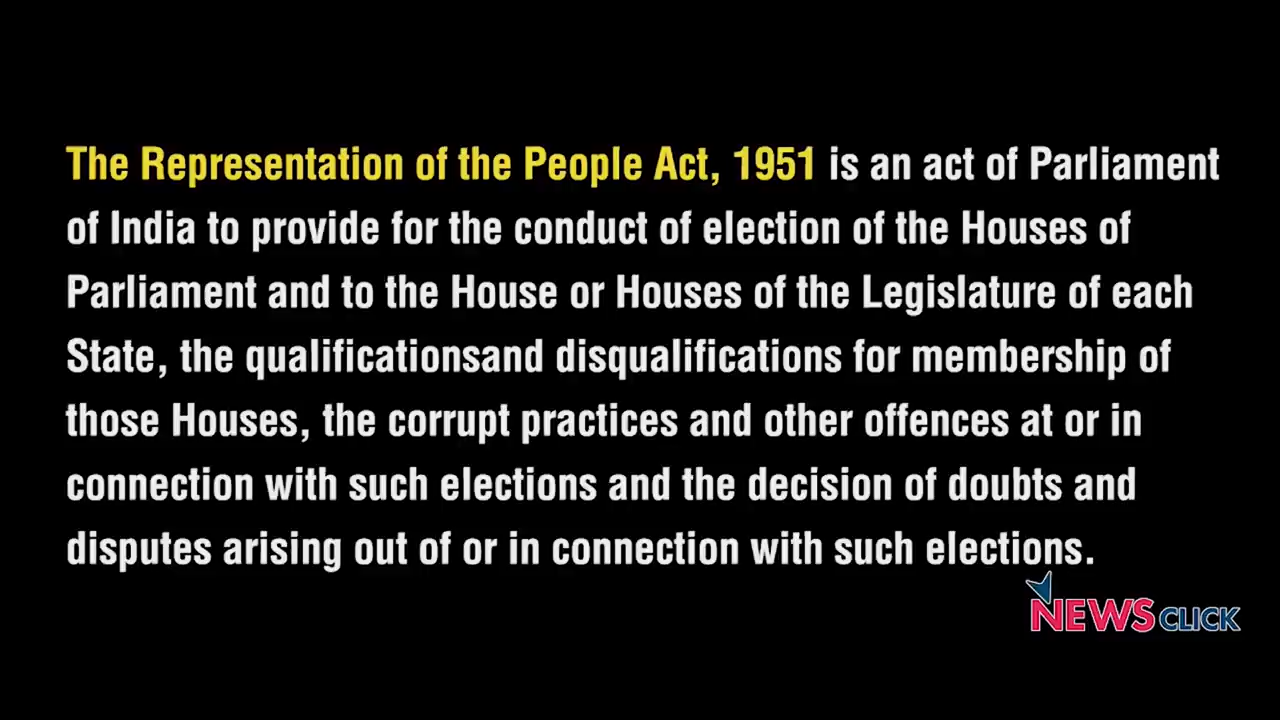 The Representation of the People Act, 1951 is an act of Parliament
of India to provide for the conduct of election of the Houses of
Parliament and to the House or Houses of the Legislature of each
State, the qualificationsand disqualifications for membership of
those Houses, the corrupt practices and other offences at or in
connection with such elections and the decision of doubts and
disputes arising out of or in connection with such elections.
NEWSCLICK